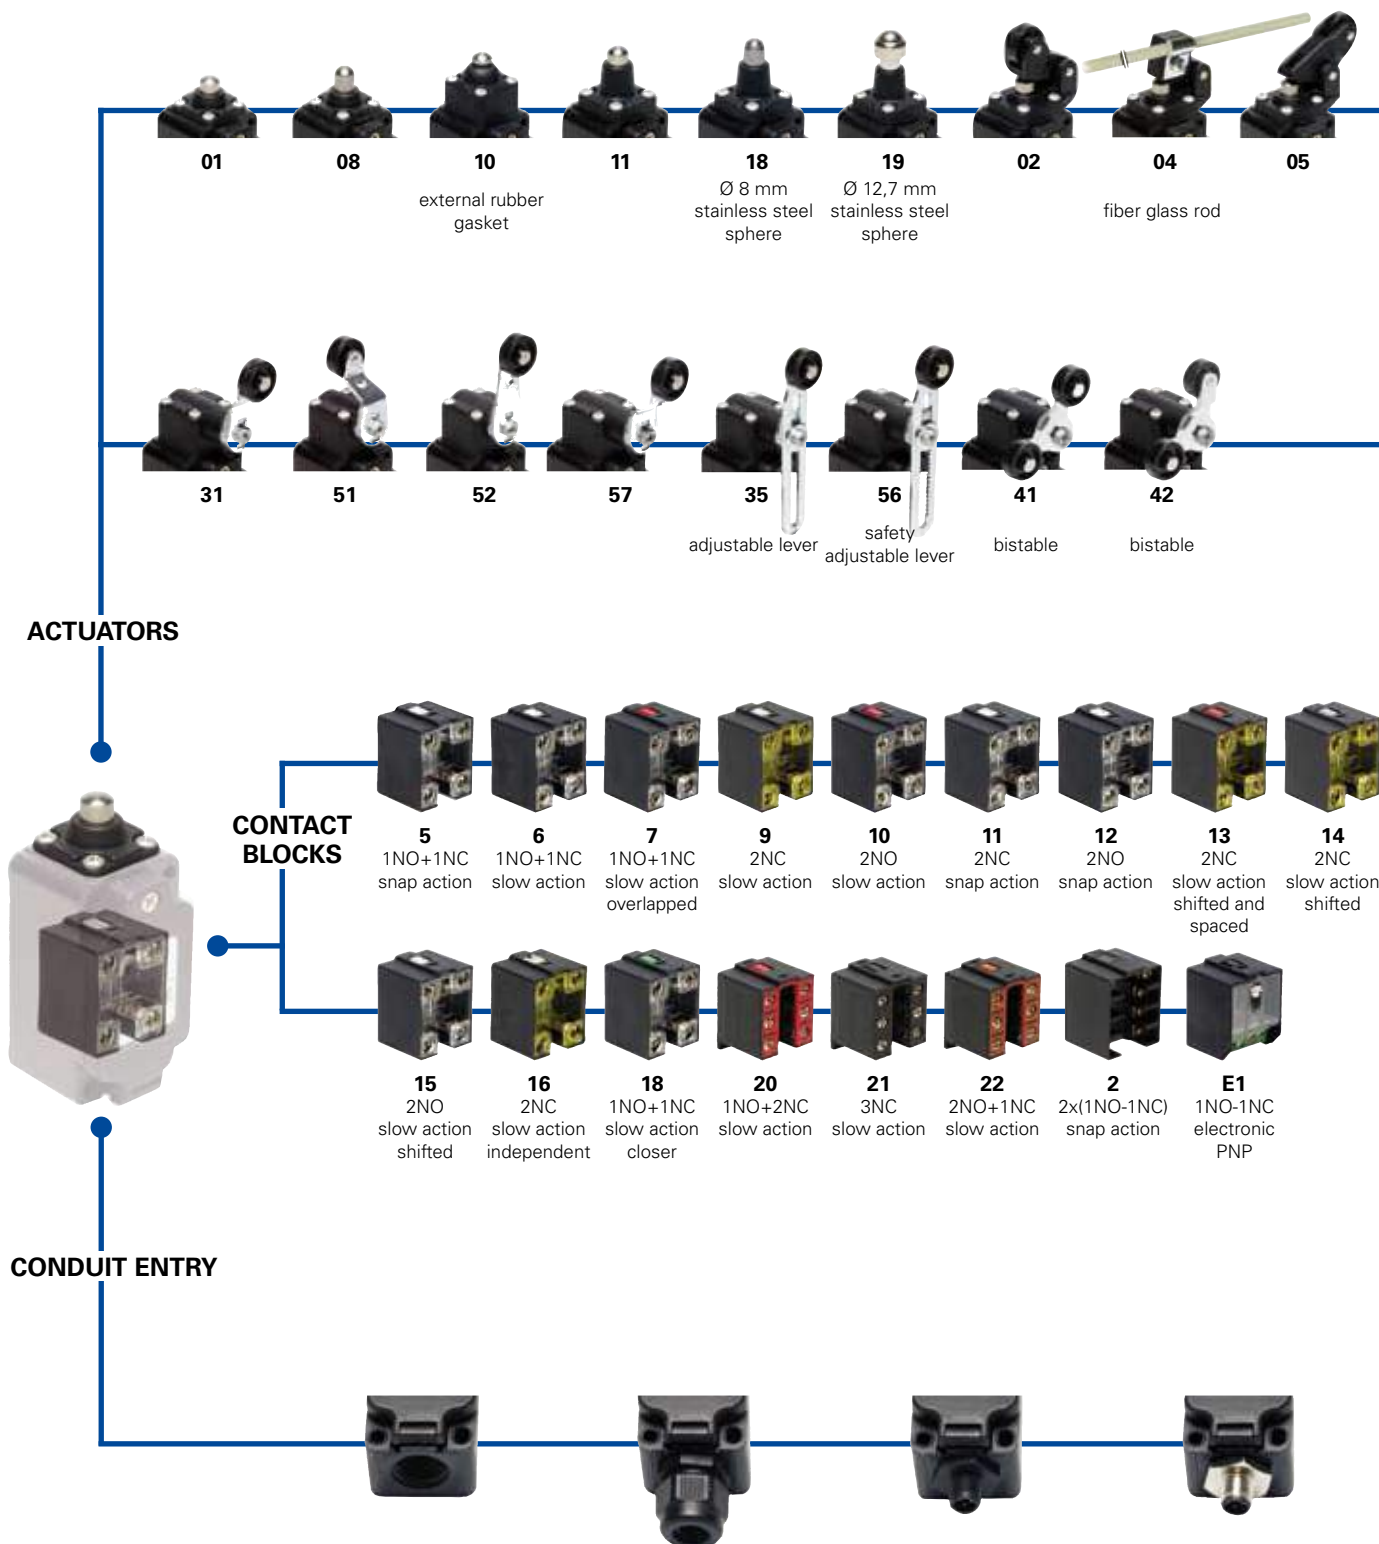 01
08
10
11
18
19
02
04
05
external rubber
gasket
Ø 8 mm
stainless steel
sphere
Ø 12,7 mm
stainless steel
sphere
fiber glass rod
31
51
52
57
35
56
41
42
adjustable lever
safety
adjustable lever
bistable
bistable
ACTUATORS
CONTACT
BLOCKS
5
1NO+1NC
snap action
6
1NO+1NC
slow action
7
1NO+1NC
slow action
overlapped
9
2NC
slow action
10
2NO
slow action
11
2NC
snap action
12
2NO
snap action
13
2NC
slow action
shifted and
spaced
14
2NC
slow action
shifted
15
2NO
slow action
shifted
16
2NC
slow action
independent
18
1NO+1NC
slow action
closer
20
1NO+2NC
slow action
21
3NC
slow action
22
2NO+1NC
slow action
2
2x(1NO-1NC)
snap action
E1
1NO-1NC
electronic
PNP
CONDUIT ENTRY